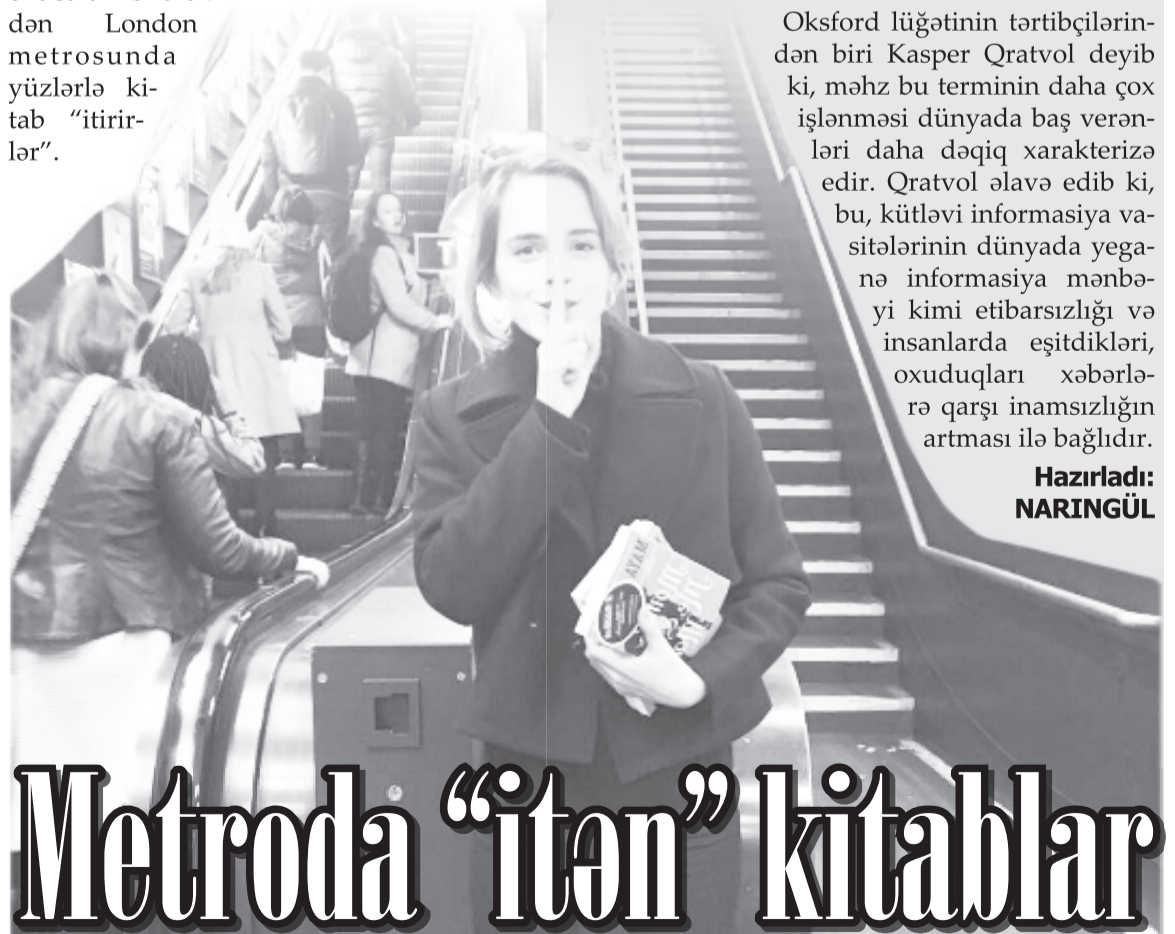 dən London
metrosunda
yüzlərlə ki-
tab “itirir-
lər”.
Oksford lüğətinin tərtibçilərin-
dən biri Kasper Qratvol deyib
ki, məhz bu terminin daha çox
işlənməsi dünyada baş verən-
ləri daha dəqiq xarakterizə
edir. Qratvol əlavə edib ki,
bu, kütləvi informasiya va-
sitələrinin dünyada yega-
nə informasiya mənbə-
yi kimi etibarsızlığı və
insanlarda eşitdikləri,
oxuduqları xəbərlə-
rə qarşı inamsızlığın
artması ilə bağlıdır.
Hazırladı:
NARINGÜL
MAYA
Metroda “itən” kitablar